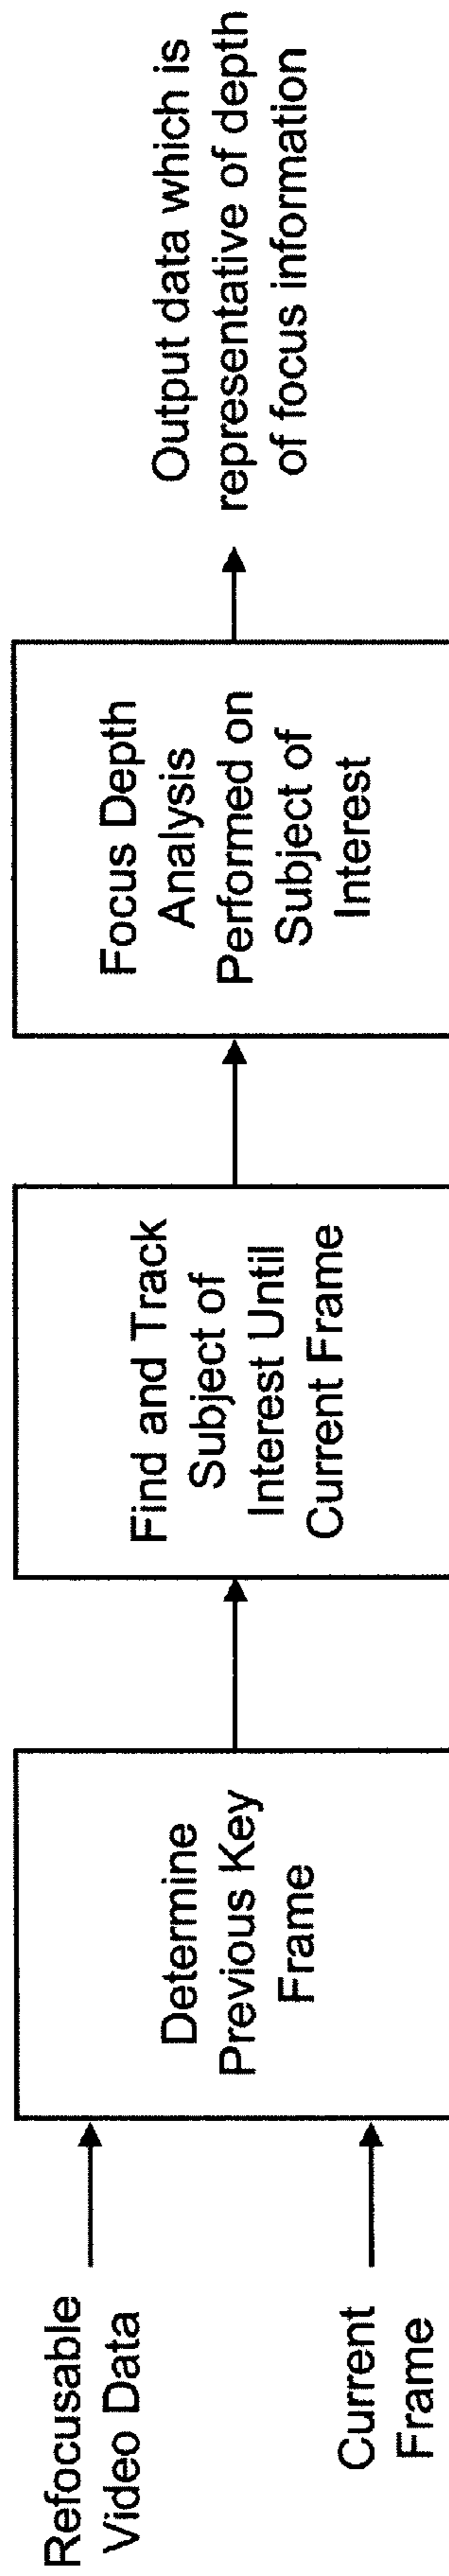 Refocusable
Video Data
Current
Frame
Determine
Previous Key
Frame
Find and Track
Subject of
Interest Until
Current Frame
Focus Depth
Analysis
Performed on
Subject of
Interest
Output data which is
representative of depth
of focus information